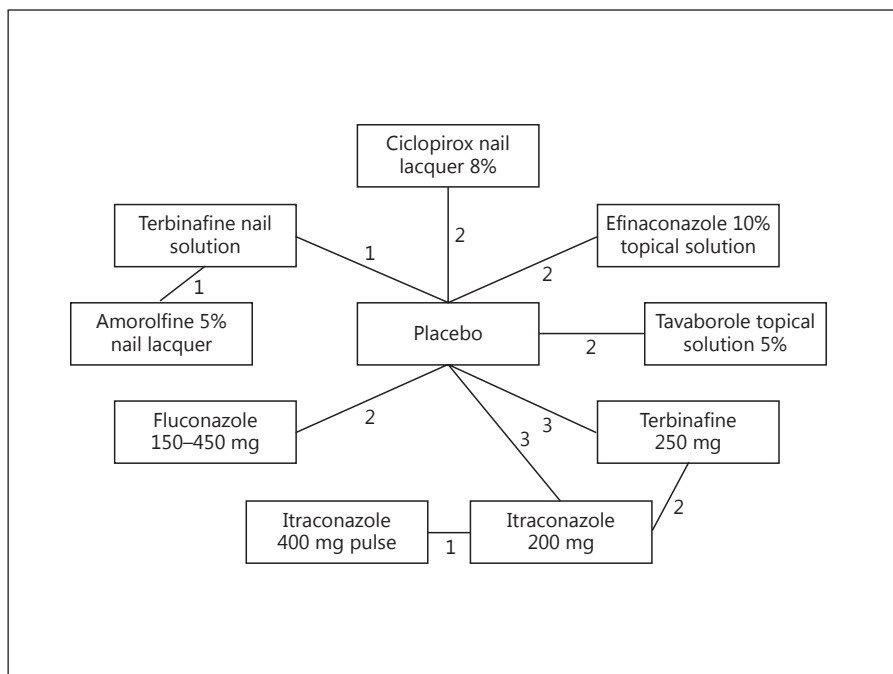 Ciclopirox nail
lacquer 8%
Terbinafine nail
solution
Efinaconazole 10%
topical solution
1
2
2
1
Amorolfine 5%
nail lacquer
Placebo
Tavaborole topical
solution 5%
2
Fluconazole
150–450 mg
2
3
3
Terbinafine
250 mg
Itraconazole
400 mg pulse
1
Itraconazole
200 mg
2